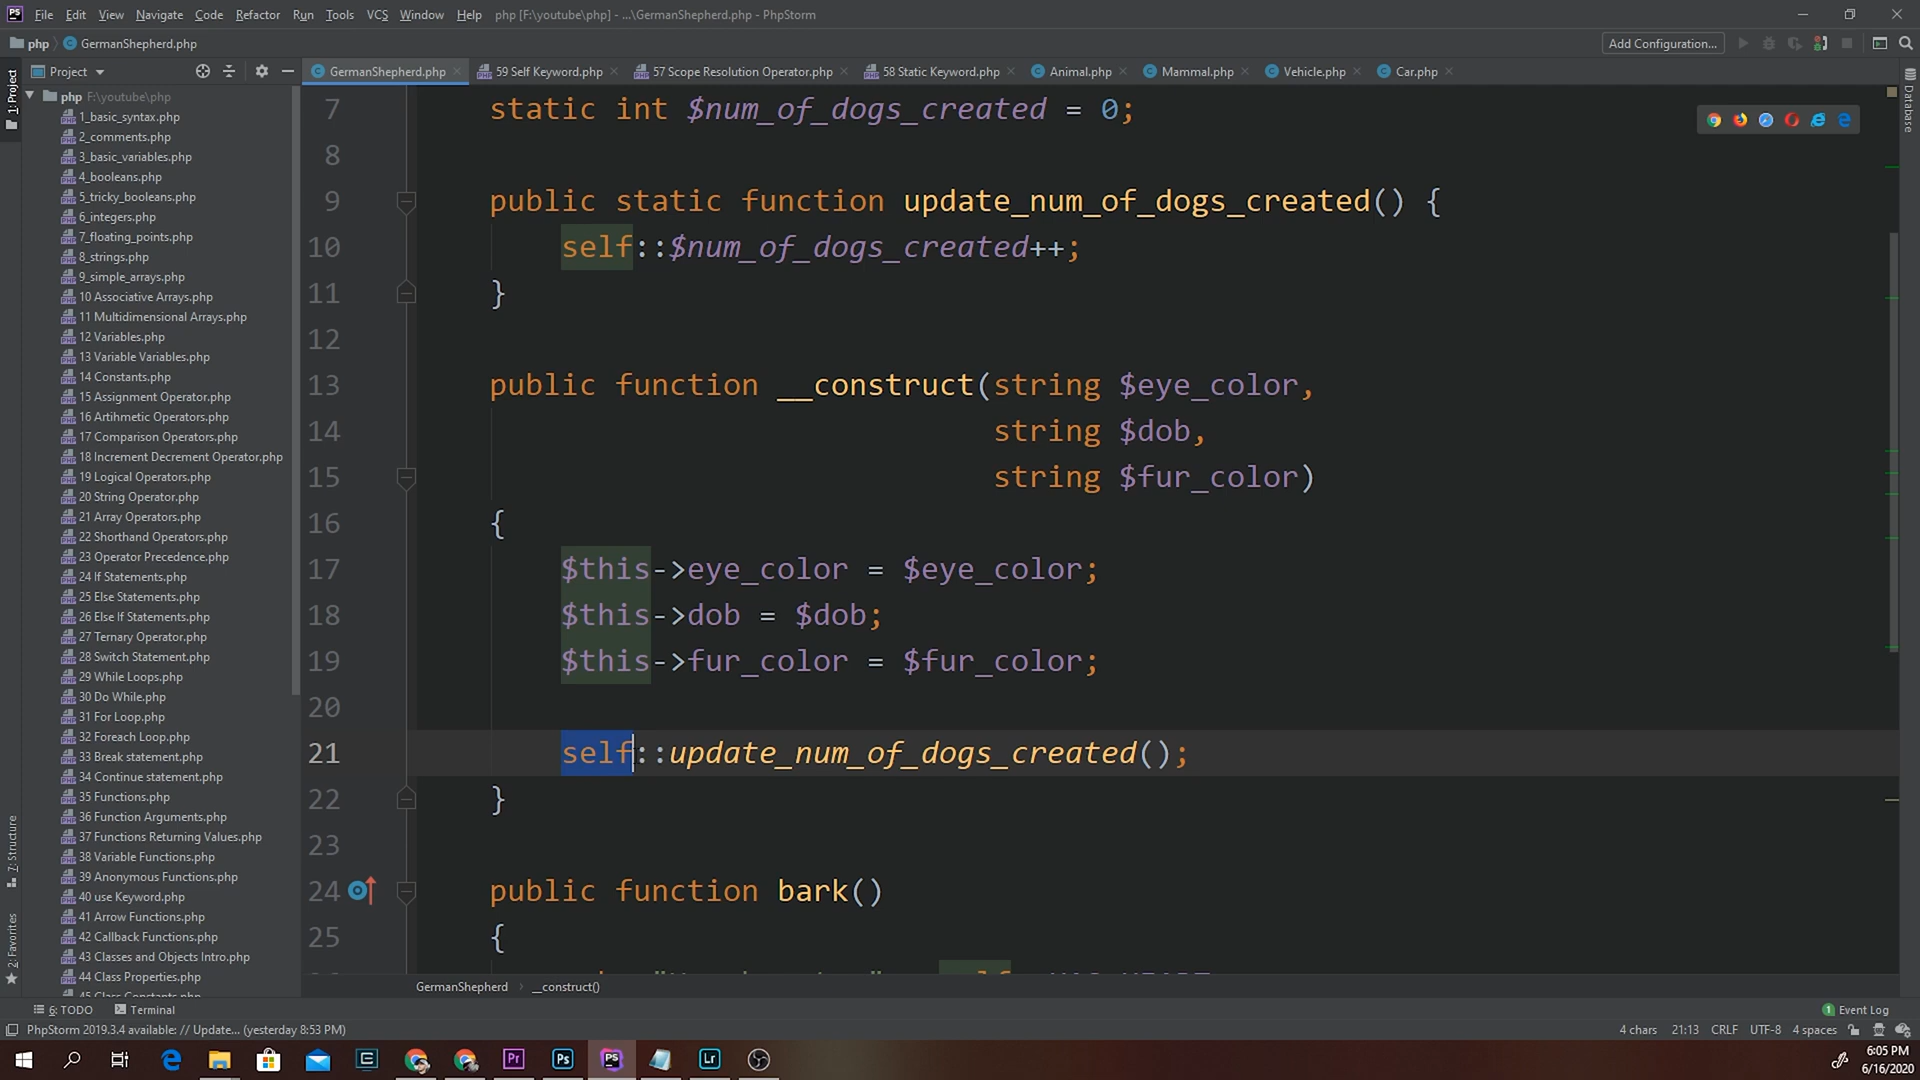 File Edit View Navigate Code Refactor Run Tools VCS Window Help php [F:\youtube\php] - ...\GermanShepherd.php - PhpStorm
php GermanShepherd.php Add Configuration...
Project GermanShepherd.php 59 Self Keyword.php 57 Scope Resolution Operator.php 58 Static Keyword.php Animal.php Mammal.php Vehicle.php Car.php
1: Project
7: Structure
2: Favorites
Database
php F:\youtube\php
1_basic_syntax.php
2_comments.php
3_basic_variables.php
4_booleans.php
5_tricky_booleans.php
6_integers.php
7_floating_points.php
8_strings.php
9_simple_arrays.php
10 Associative Arrays.php
11 Multidimensional Arrays.php
12 Variables.php
13 Variable Variables.php
14 Constants.php
15 Assignment Operator.php
16 Artihmetic Operators.php
17 Comparison Operators.php
18 Increment Decrement Operator.php
19 Logical Operators.php
20 String Operator.php
21 Array Operators.php
22 Shorthand Operators.php
23 Operator Precedence.php
24 If Statements.php
25 Else Statements.php
26 Else If Statements.php
27 Ternary Operator.php
28 Switch Statement.php
29 While Loops.php
30 Do While.php
31 For Loop.php
32 Foreach Loop.php
33 Break statement.php
34 Continue statement.php
35 Functions.php
36 Function Arguments.php
37 Functions Returning Values.php
38 Variable Functions.php
39 Anonymous Functions.php
40 use Keyword.php
41 Arrow Functions.php
42 Callback Functions.php
43 Classes and Objects Intro.php
44 Class Properties.php
45 Class Constants.php
7 static int $num_of_dogs_created = 0;
8
9 public static function update_num_of_dogs_created() {
10 self::$num_of_dogs_created++;
11 }
12
13 public function __construct(string $eye_color,
14 string $dob,
15 string $fur_color)
16 {
17 $this->eye_color = $eye_color;
18 $this->dob = $dob;
19 $this->fur_color = $fur_color;
20
21 self::update_num_of_dogs_created();
22 }
23
24 public function bark()
25 {
GermanShepherd › __construct()
6: TODO Terminal 1 Event Log
PhpStorm 2019.3.4 available: // Update... (yesterday 8:53 PM) 4 chars 21:13 CRLF UTF-8 4 spaces
6:05 PM
6/16/2020